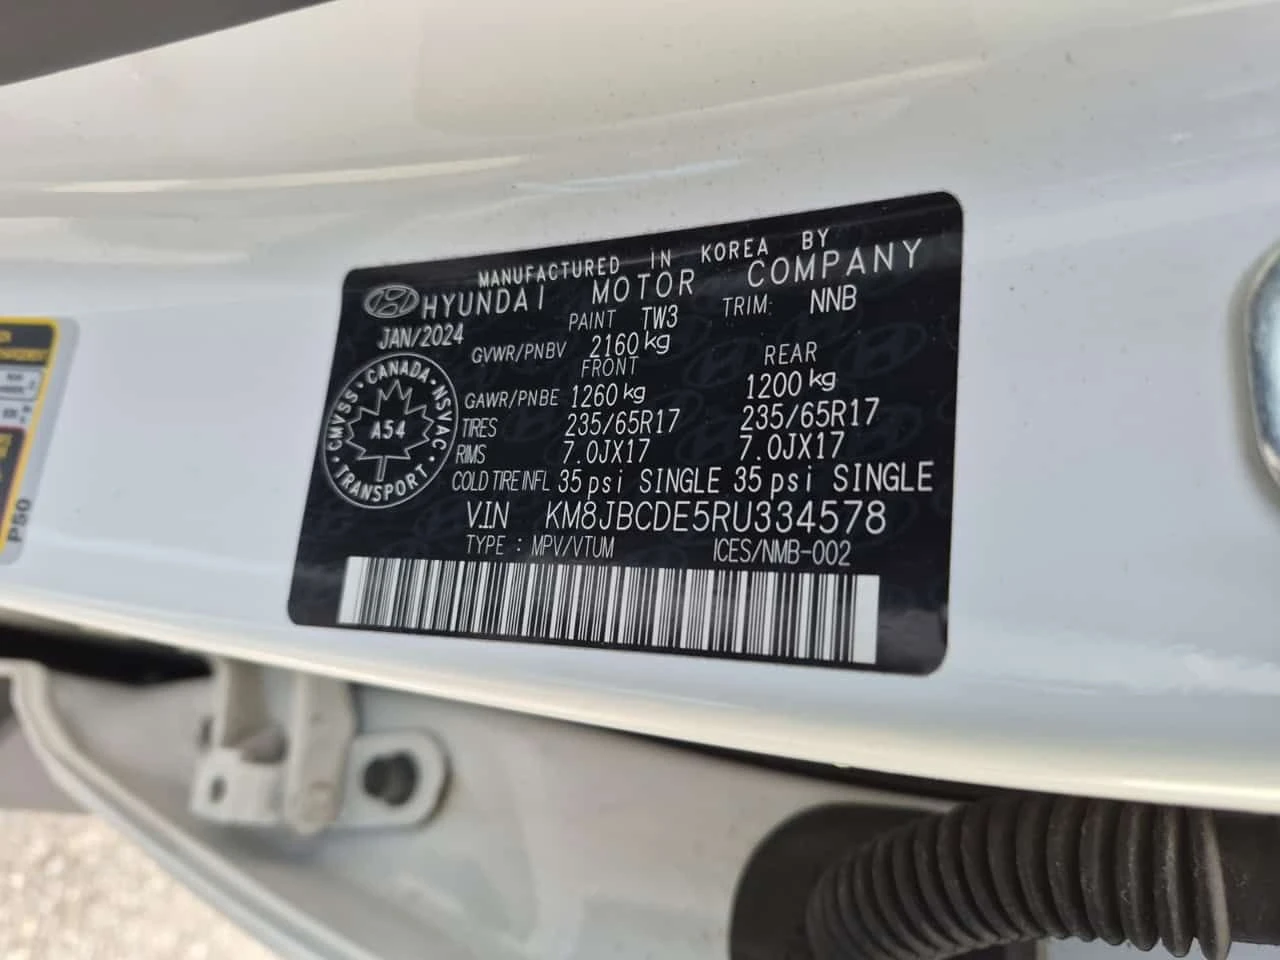 MANUFACTURED IN KOREA BY
HYUNDAI MOTOR COMPANY
JAN/2024 PAINT TW3 TRIM: NNB
GVWR/PNBV 2160 kg
FRONT REAR
GAWR/PNBE 1260 kg 1200 kg
TIRES 235/65R17 235/65R17
RIMS 7.0JX17 7.0JX17
COLD TIRE INFL 35 psi SINGLE 35 psi SINGLE
V.I.N KM8JBCDE5RU334578
TYPE : MPV/VTUM ICES/NMB-002
CMVSS · CANADA · NSVAC
A54
· TRANSPORT ·
P50